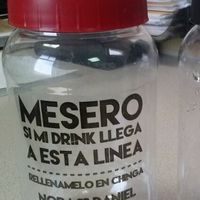 MESERO
SI MI DRINK LLEGA
A ESTA LINEA
RELLENAMELO EN CHINGA
DANIEL